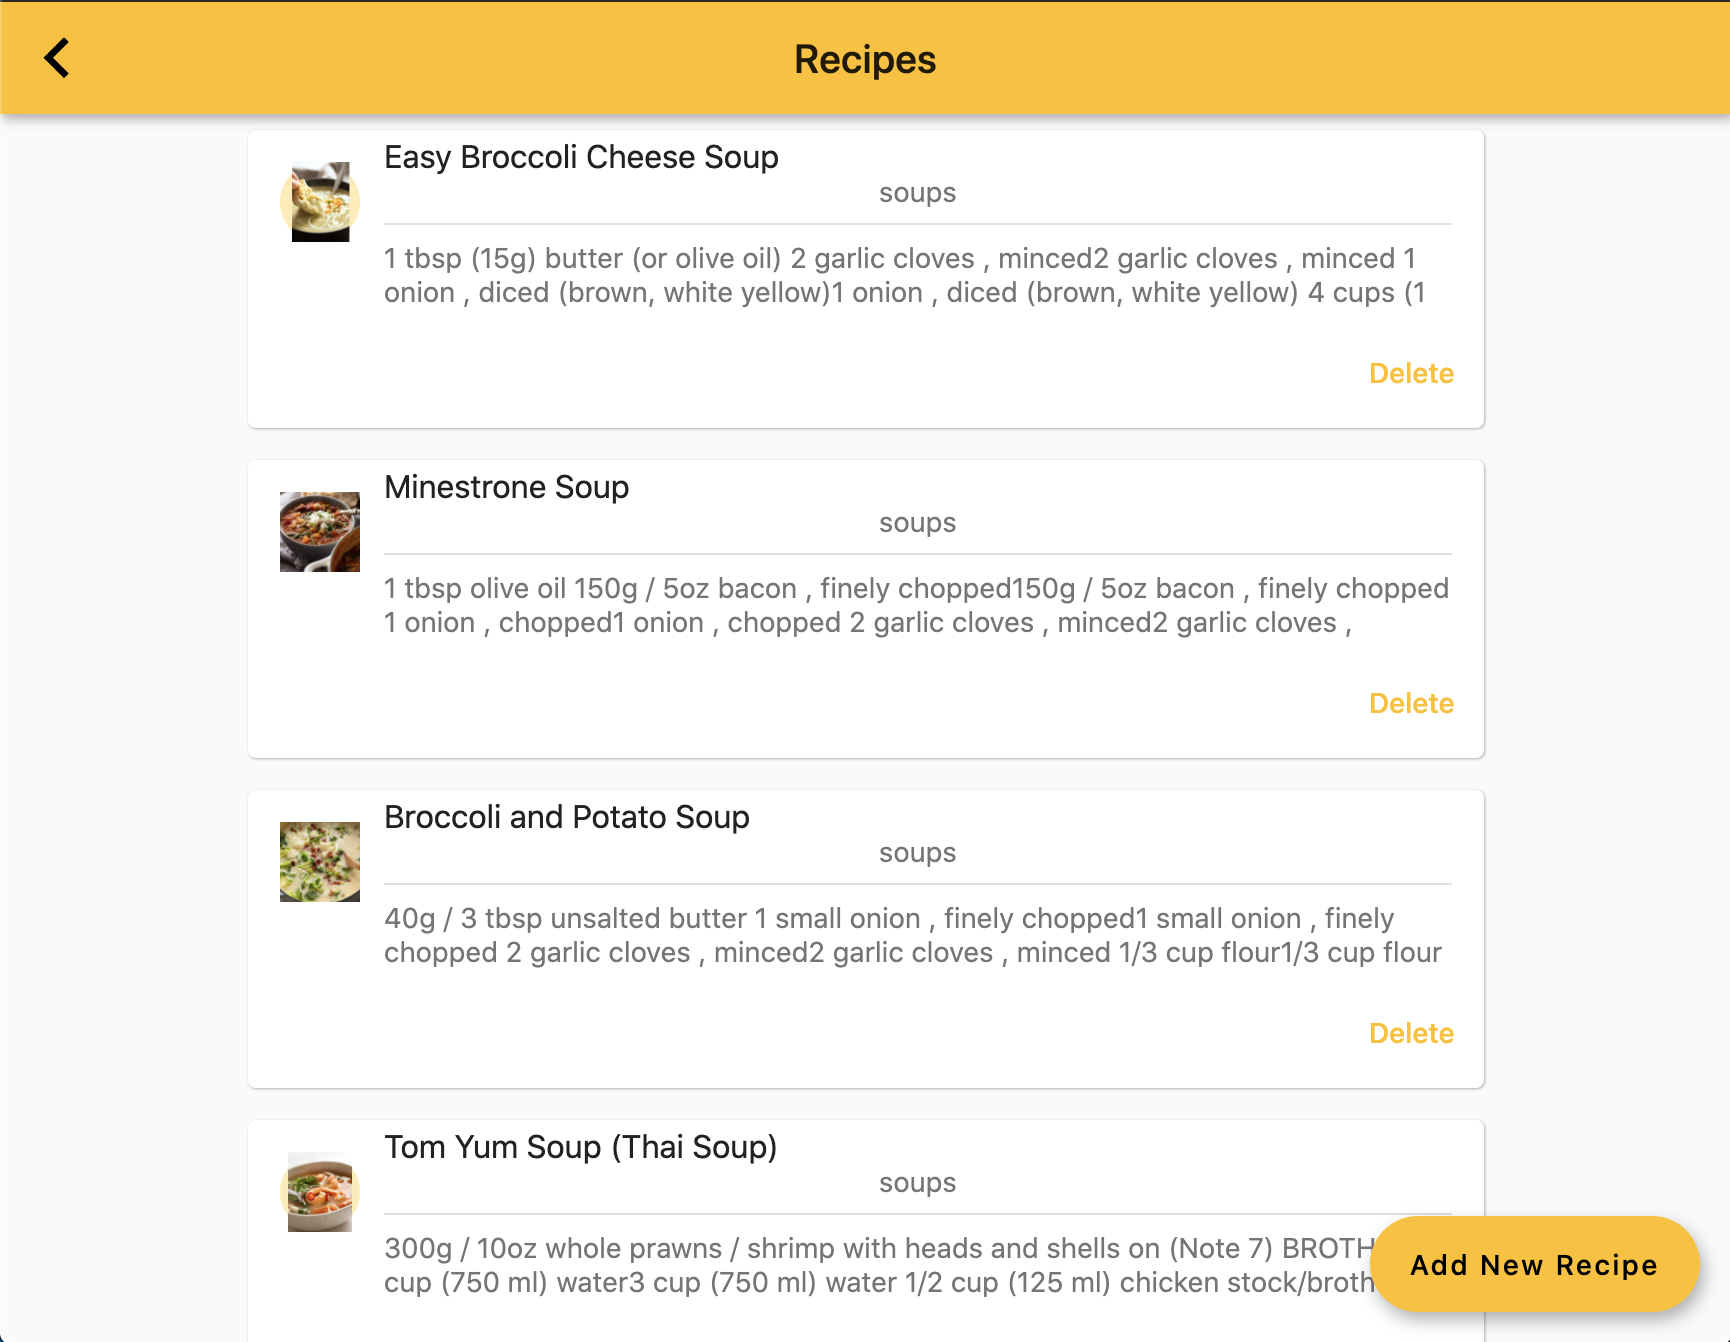 Recipes
Easy Broccoli Cheese Soup
soups
1 tbsp (15g) butter (or olive oil) 2 garlic cloves , minced2 garlic cloves , minced 1
onion , diced (brown, white yellow)1 onion , diced (brown, white yellow) 4 cups (1
Delete
Minestrone Soup
soups
1 tbsp olive oil 150g / 5oz bacon , finely chopped150g / 5oz bacon , finely chopped
1 onion , chopped1 onion , chopped 2 garlic cloves , minced2 garlic cloves ,
Delete
Broccoli and Potato Soup
soups
40g / 3 tbsp unsalted butter 1 small onion , finely chopped1 small onion , finely
chopped 2 garlic cloves , minced2 garlic cloves , minced 1/3 cup flour1/3 cup flour
Delete
Tom Yum Soup (Thai Soup)
soups
300g / 10oz whole prawns / shrimp with heads and shells on (Note 7) BROTH
cup (750 ml) water3 cup (750 ml) water 1/2 cup (125 ml) chicken stock/broth
Add New Recipe